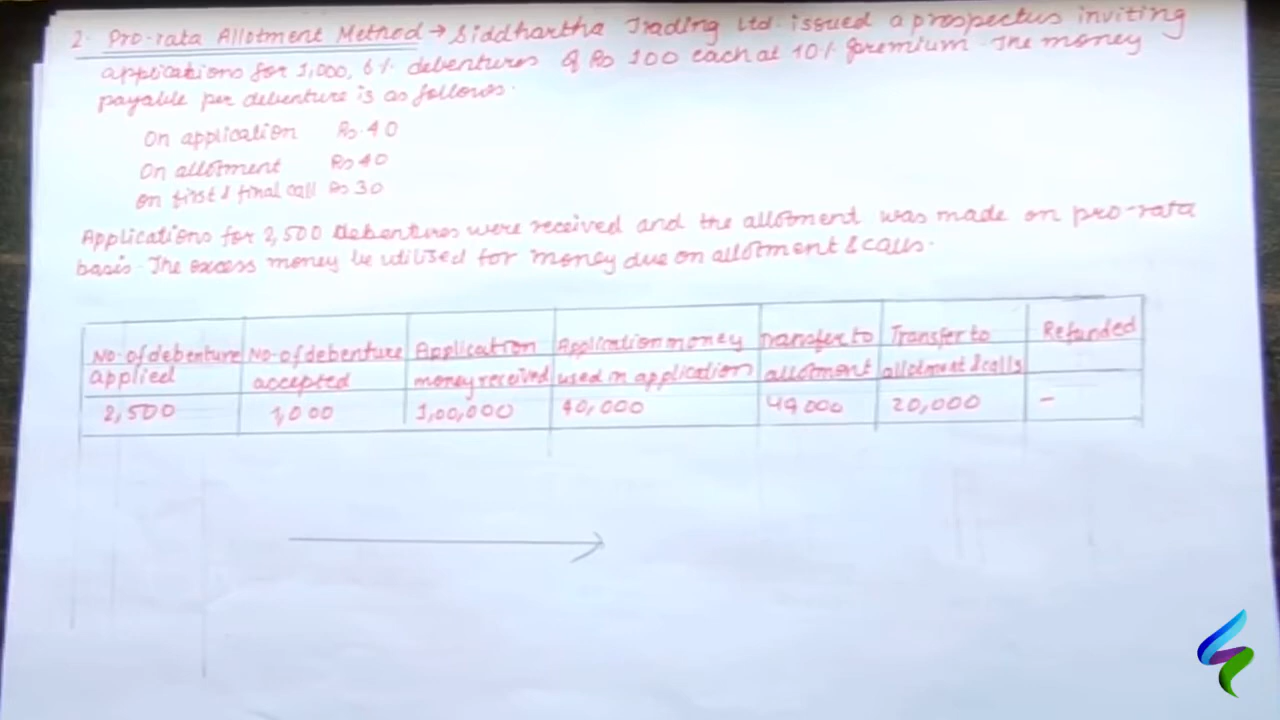 2. Pro-rata Allotment Method → Siddhartha Trading Ltd. issued a prospectus inviting
applications for 1,000, 6% debentures of Rs 100 each at 10% premium. The money
payable per debenture is as follows.
On application Rs. 40
On allotment Rs 40
On first & final call Rs 30
Applications for 2,500 Debentures were received and the allotment was made on pro-rata
basis. The excess money be utilized for money due on allotment & calls.
No. of debenture applied
No. of debenture accepted
Application money received
Application money used in application
Transfer to allotment
Transfer to allotment & calls
Refunded
2,500 1,000 1,00,000 40,000 40,000 20,000 -